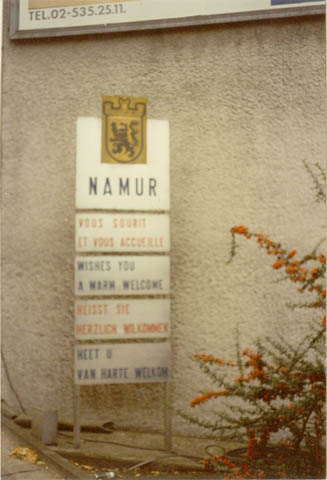 TEL.02-535.25.11.
NAMUR
VOUS SOURIT
ET VOUS ACCUEILLE
WISHES YOU
A WARM WELCOME
HEISST SIE
HERZLICH WILKOMMEN
HEET U
VAN HARTE WELKOM